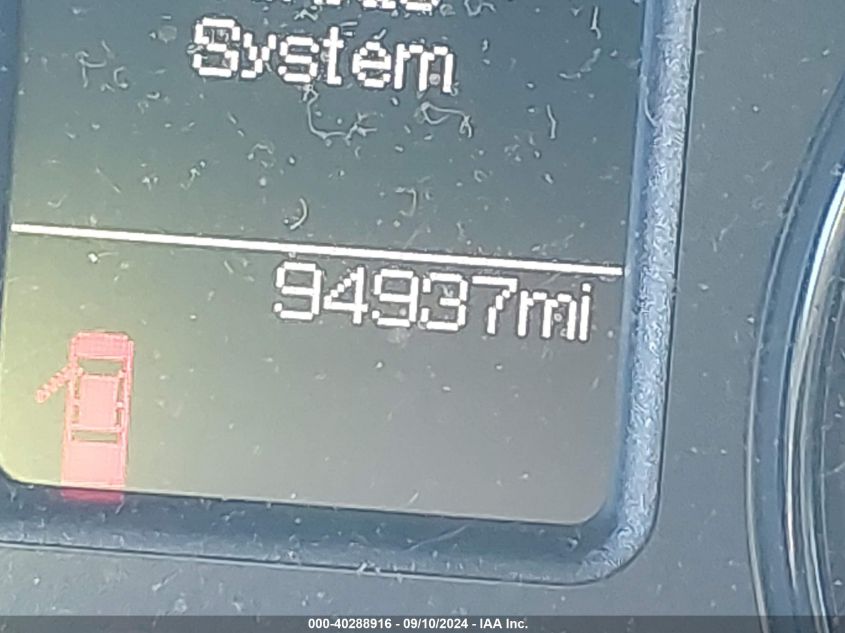 System
94937mi
000-40288916 - 09/10/2024 - IAA Inc.